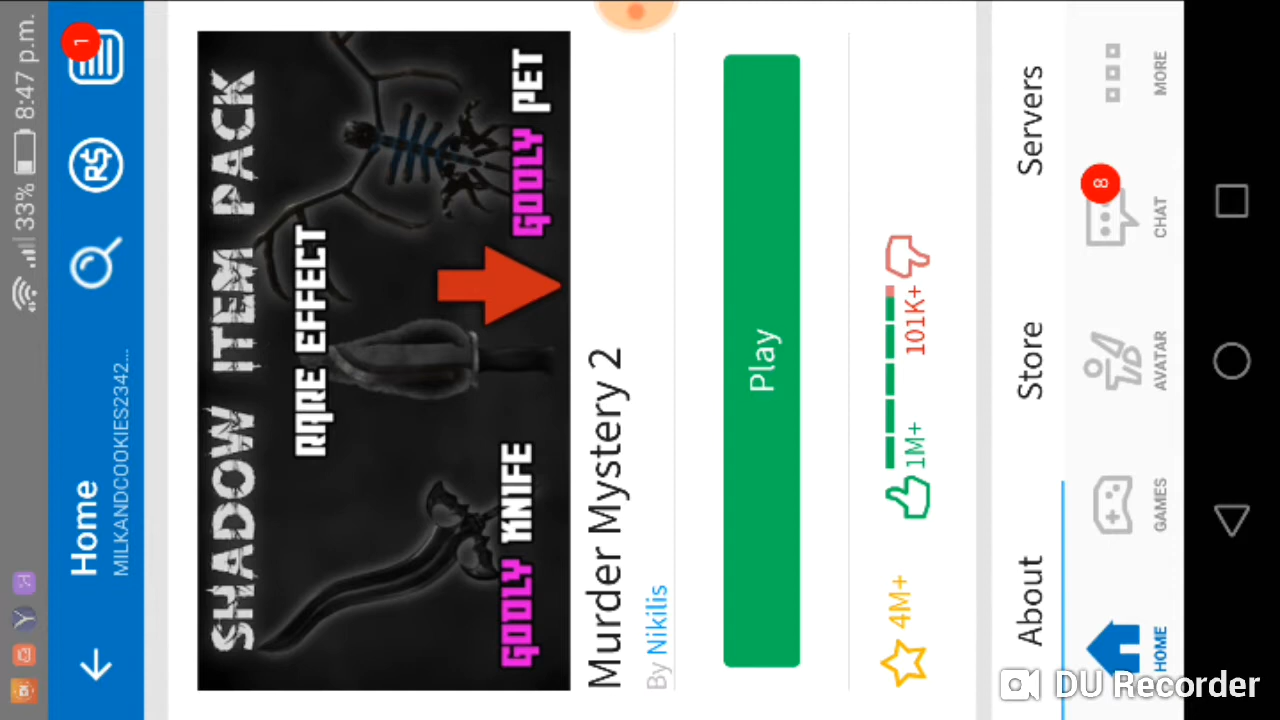 33% 8:47 p.m.
Home
MILKANDCOOKIES2342...
R$
1
SHADOW ITEM PACK
RARE EFFECT
GODLY KNIFE
GODLY PET
Murder Mystery 2
By Nikilis
Play
4M+
1M+
101K+
About
Store
Servers
HOME
GAMES
AVATAR
CHAT
8
MORE
DU Recorder